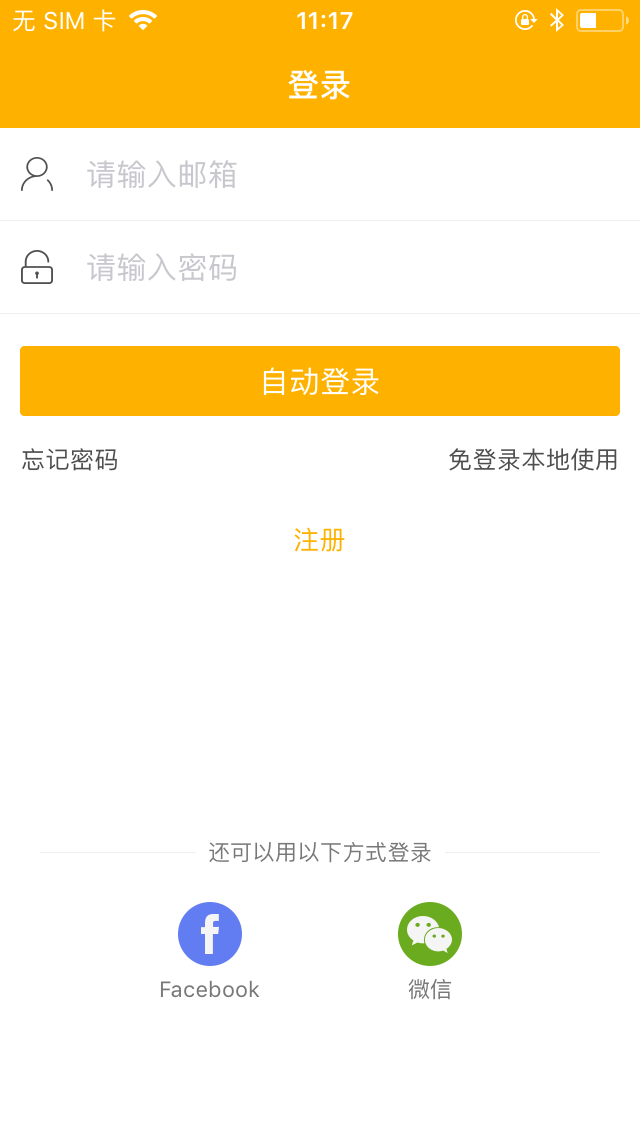 无 SIM 卡 11:17
登录
请输入邮箱
请输入密码
自动登录
忘记密码 免登录本地使用
注册
还可以用以下方式登录
Facebook 微信